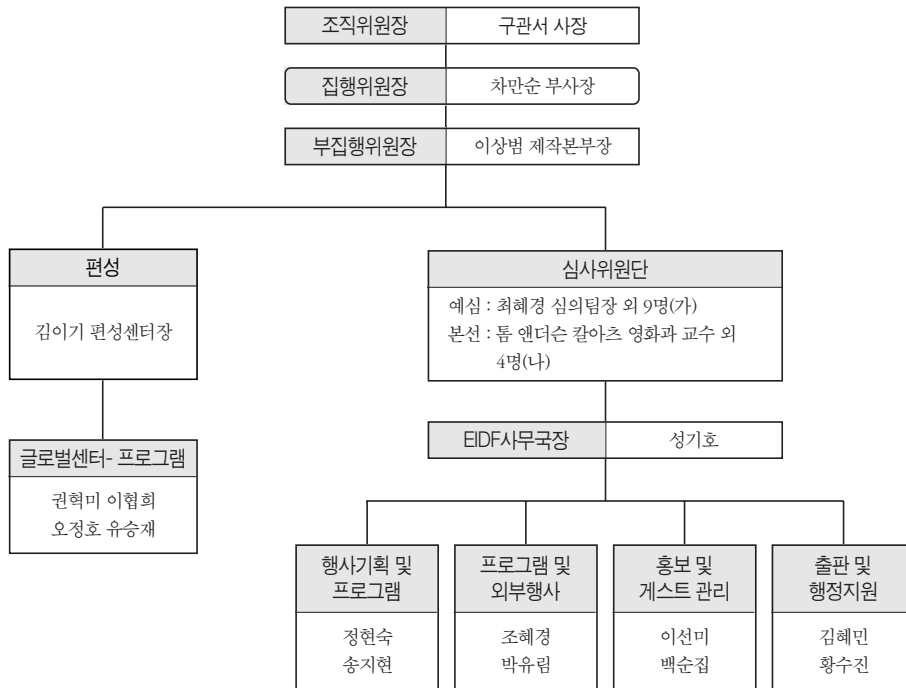 조직위원장 구관서 사장
집행위원장 차만순 부사장
부집행위원장 이상범 제작본부장
편성
김이기 편성센터장
심사위원단
예심 : 최혜경 심의팀장 외 9명(가)
본선 : 톰 앤더슨 칼아츠 영화과 교수 외
4명(나)
EIDF사무국장 성기호
글로벌센터- 프로그램
권혁미 이협희
오정호 유승재
행사기획 및
프로그램
정현숙
송지현
프로그램 및
외부행사
조혜경
박유림
홍보 및
게스트 관리
이선미
백순집
출판 및
행정지원
김혜민
황수진